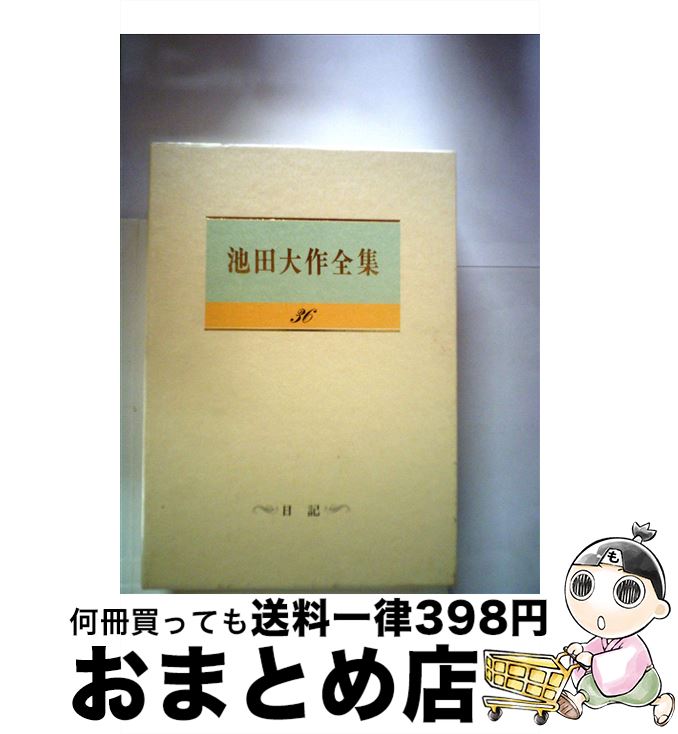 池田大作全集
36
日記
何冊買っても送料一律398円
おまとめ店
も